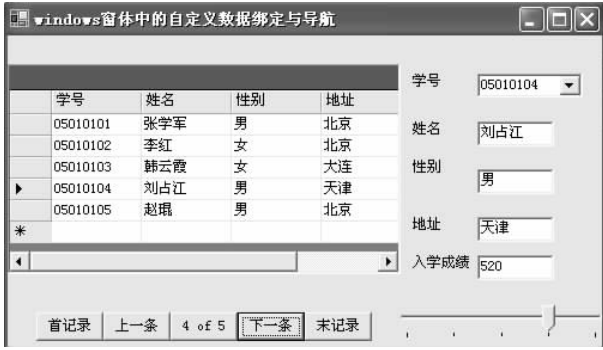 windows窗体中的自定义数据绑定与导航
学号 姓名 性别 地址
05010101 张学军 男 北京
05010102 李红 女 北京
05010103 韩云霞 女 大连
05010104 刘占江 男 天津
05010105 赵琨 男 北京
学号 05010104
姓名 刘占江
性别 男
地址 天津
入学成绩 520
首记录 上一条 4 of 5 下一条 末记录